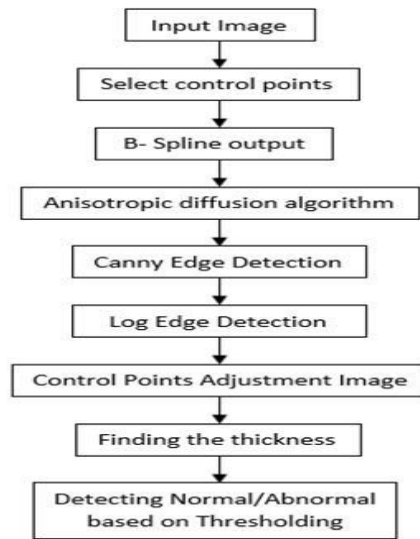 Input Image
Select control points
B- Spline output
Anisotropic diffusion algorithm
Canny Edge Detection
Log Edge Detection
Control Points Adjustment Image
Finding the thickness
Detecting Normal/Abnormal
based on Thresholding